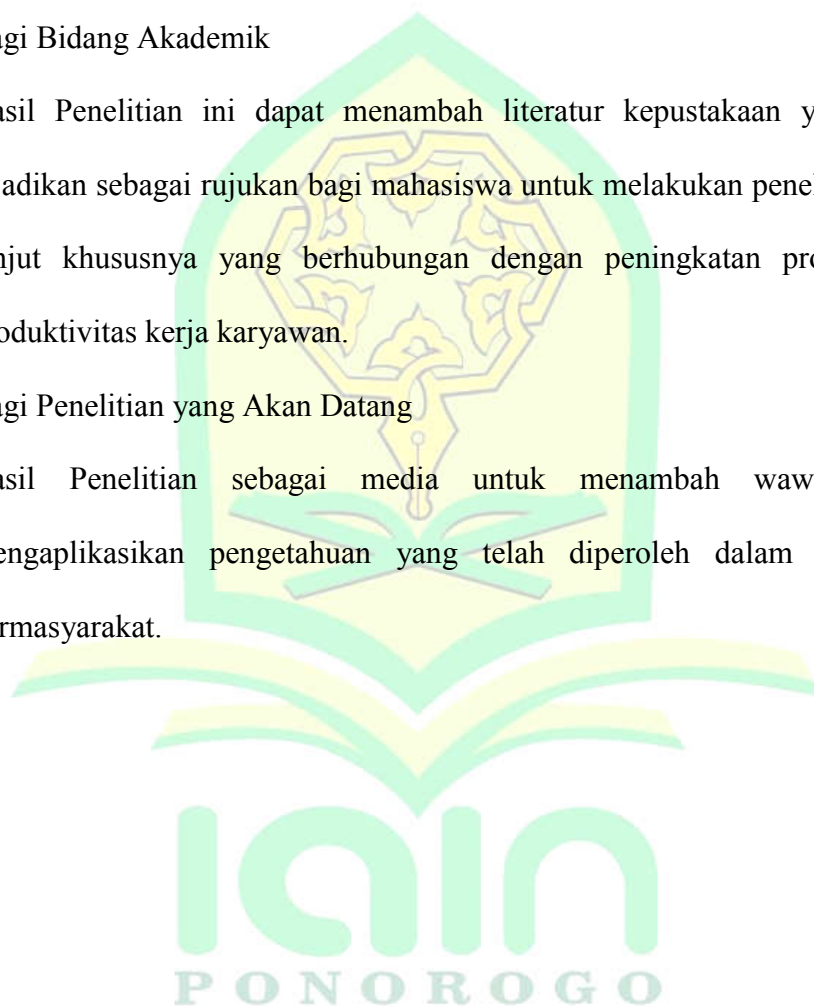 agi Bidang Akademik
asil Penelitian ini dapat menambah literatur kepustakaan y
jadikan sebagai rujukan bagi mahasiswa untuk melakukan pene
njut khususnya yang berhubungan dengan peningkatan pro
oduktivitas kerja karyawan.
agi Penelitian yang Akan Datang
asil Penelitian sebagai media untuk menambah waw
engaplikasikan pengetahuan yang telah diperoleh dalam
rmasyarakat.
iain
PONOROGO